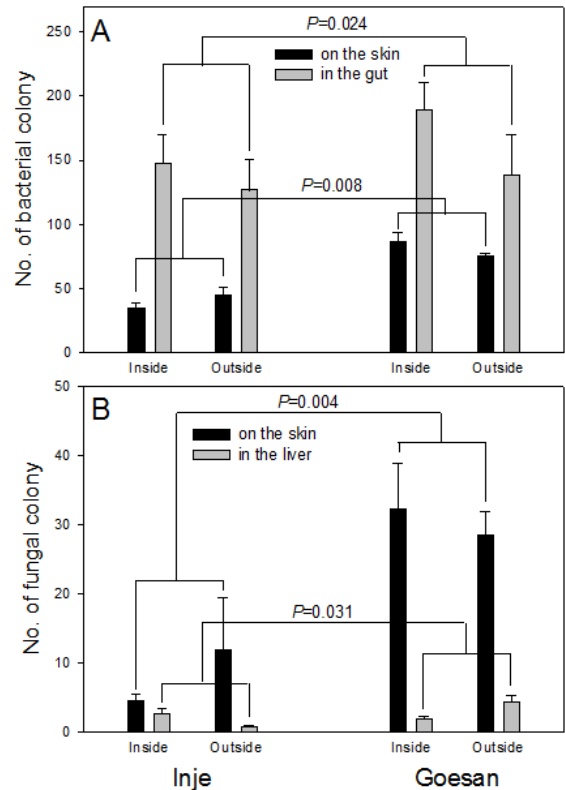 A
P=0.024
on the skin
in the gut
P=0.008
No. of bacterial colony
250
200
150
100
50
0
Inside Outside Inside Outside
B
P=0.004
on the skin
in the liver
P=0.031
No. of fungal colony
50
40
30
20
10
0
Inside Outside Inside Outside
Inje Goesan